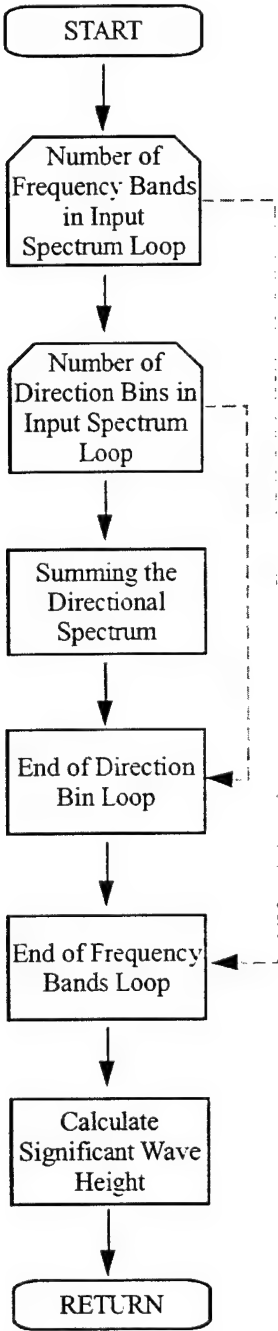 START
Number of
Frequency Bands
in Input
Spectrum Loop
Number of
Direction Bins in
Input Spectrum
Loop
Summing the
Directional
Spectrum
End of Direction
Bin Loop
End of Frequency
Bands Loop
Calculate
Significant Wave
Height
RETURN